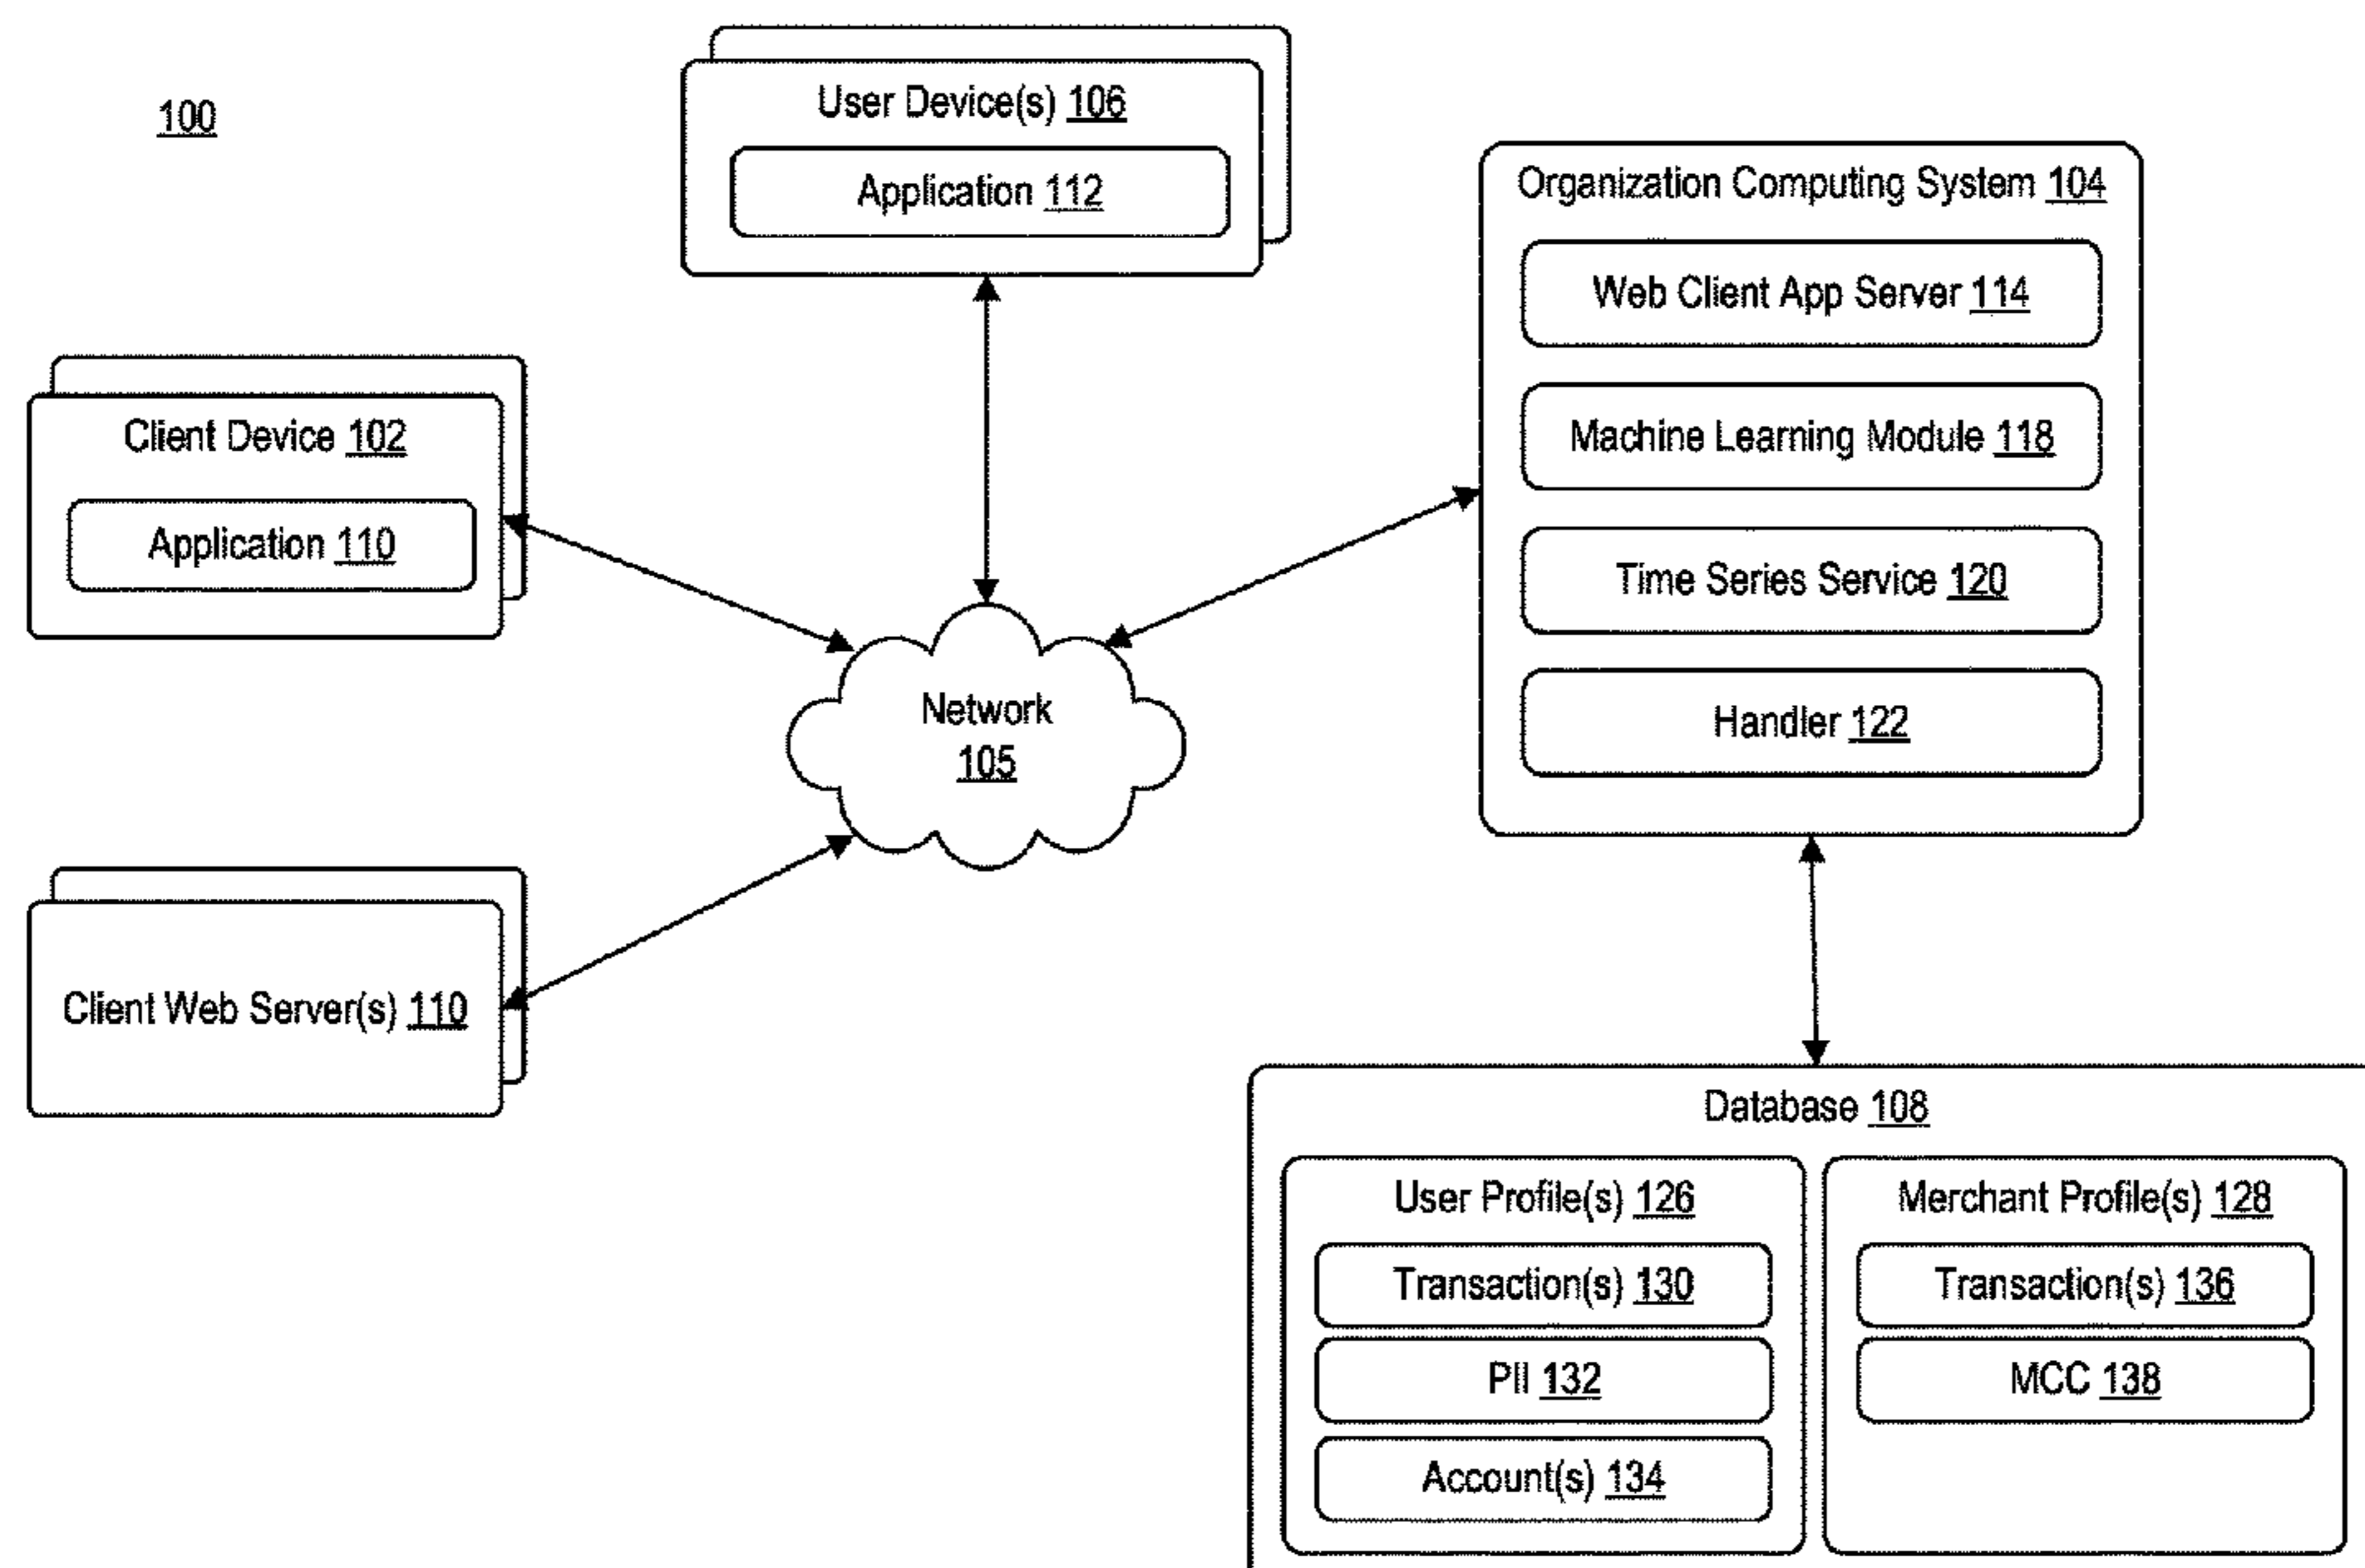 100
User Device(s) 106
Application 112
Organization Computing System 104
Web Client App Server 114
Machine Learning Module 118
Time Series Service 120
Handler 122
Client Device 102
Application 110
Network
105
Client Web Server(s) 110
Database 108
User Profile(s) 126
Transaction(s) 130
PII 132
Account(s) 134
Merchant Profile(s) 128
Transaction(s) 136
MCC 138